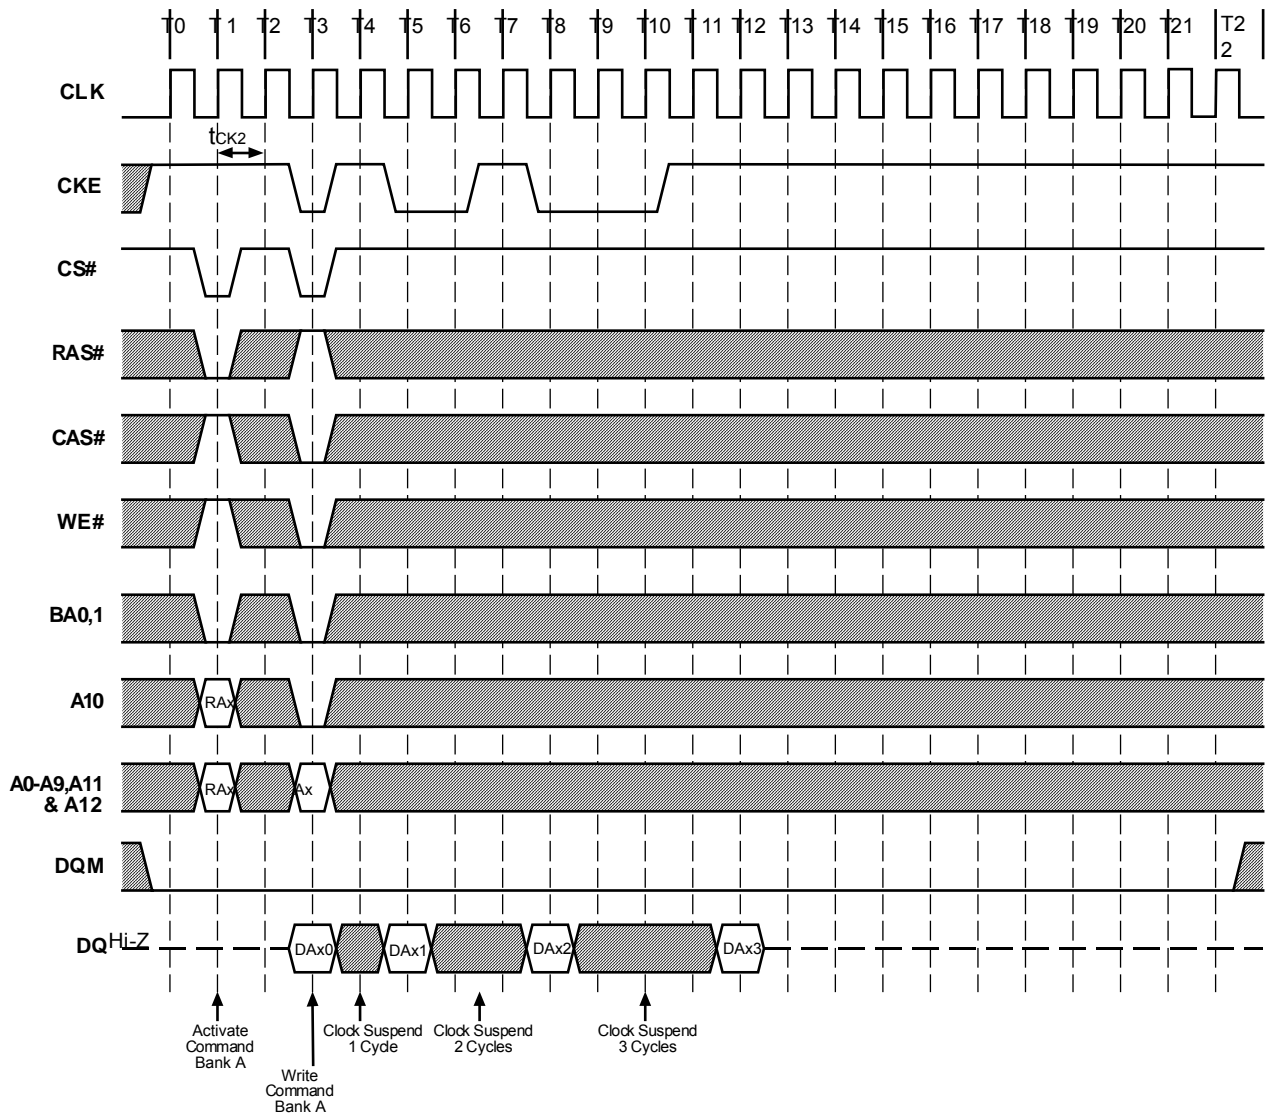 T0 T1 T2 T3 T4 T5 T6 T7 T8 T9 T10 T11 T12 T13 T14 T15 T16 T17 T18 T19 T20 T21 T2
2
CLK
tCK2
CKE
CS#
RAS#
CAS#
WE#
BA0,1
A10 RAx
A0-A9,A11
& A12
RAx Ax
DQM
DQ Hi-Z DAx0 DAx1 DAx2 DAx3
Activate
Command
Bank A
Write
Command
Bank A
Clock Suspend
1 Cycle
Clock Suspend
2 Cycles
Clock Suspend
3 Cycles